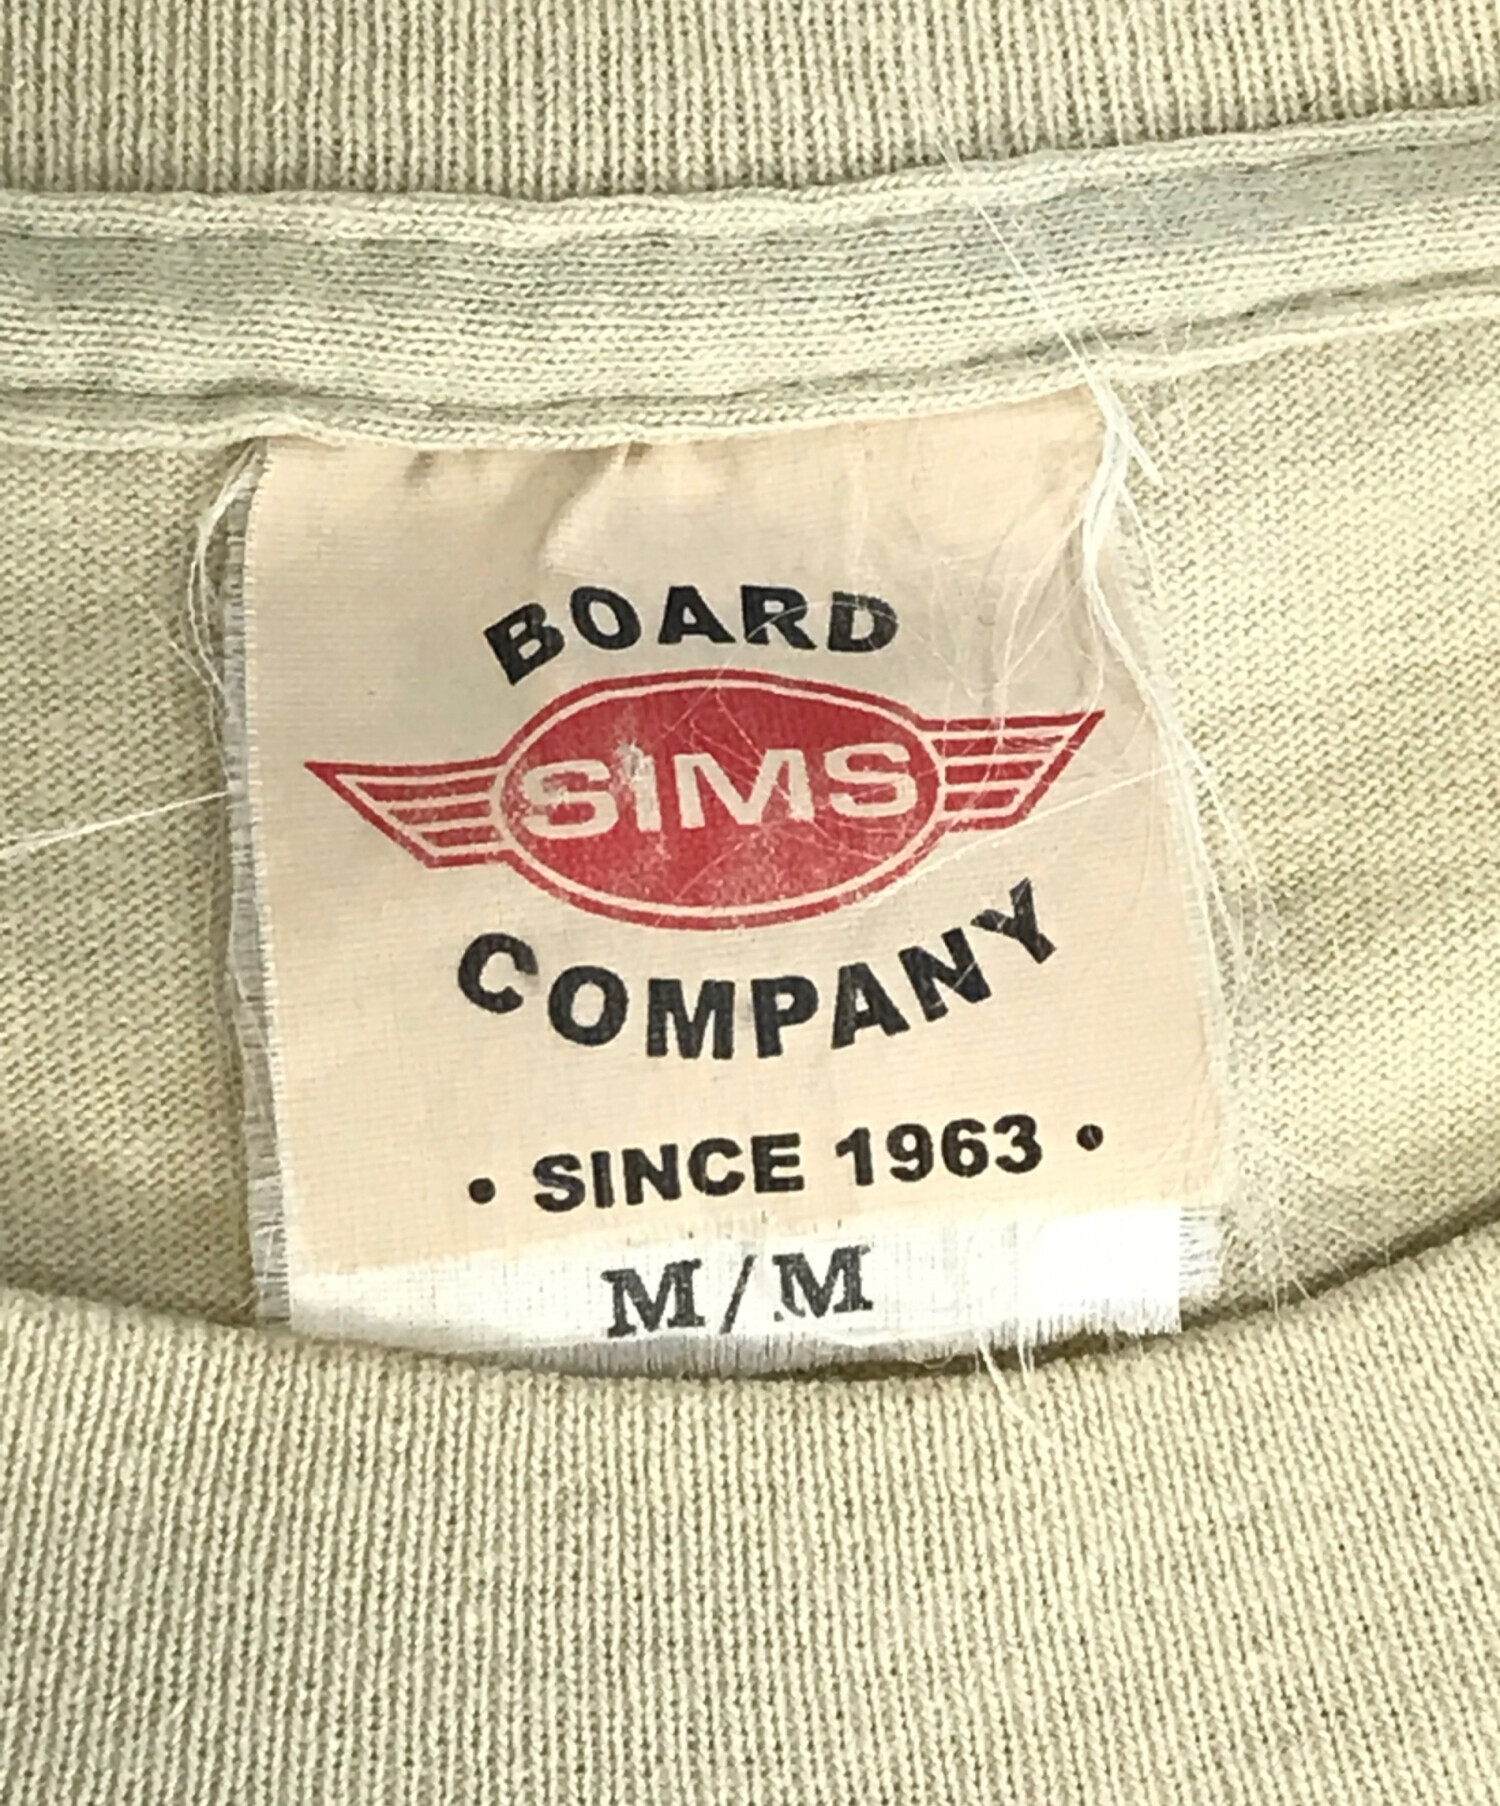 BOARD
SIMS
COMPANY
• SINCE 1963 •
M/M